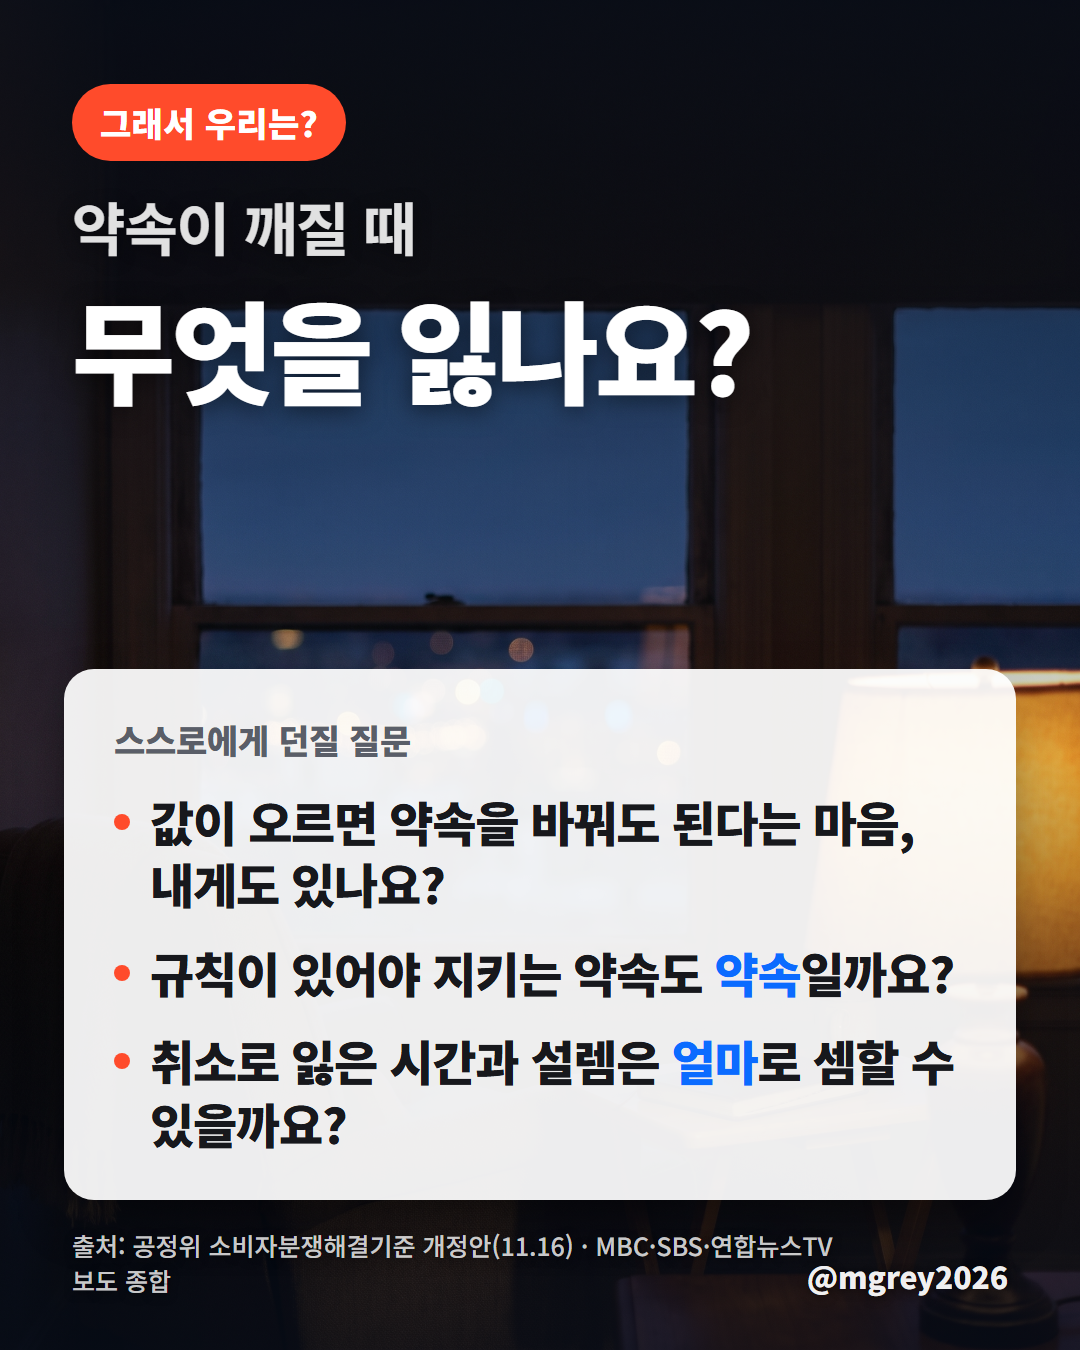 그래서 우리는?
약속이 깨질 때
무엇을 잃나요?
스스로에게 던질 질문
• 값이 오르면 약속을 바꿔도 된다는 마음,
내게도 있나요?
• 규칙이 있어야 지키는 약속도 약속일까요?
• 취소로 잃은 시간과 설렘은 얼마로 셈할 수
있을까요?
출처: 공정위 소비자분쟁해결기준 개정안(11.16) · MBC·SBS·연합뉴스TV
보도 종합
@mgrey2026